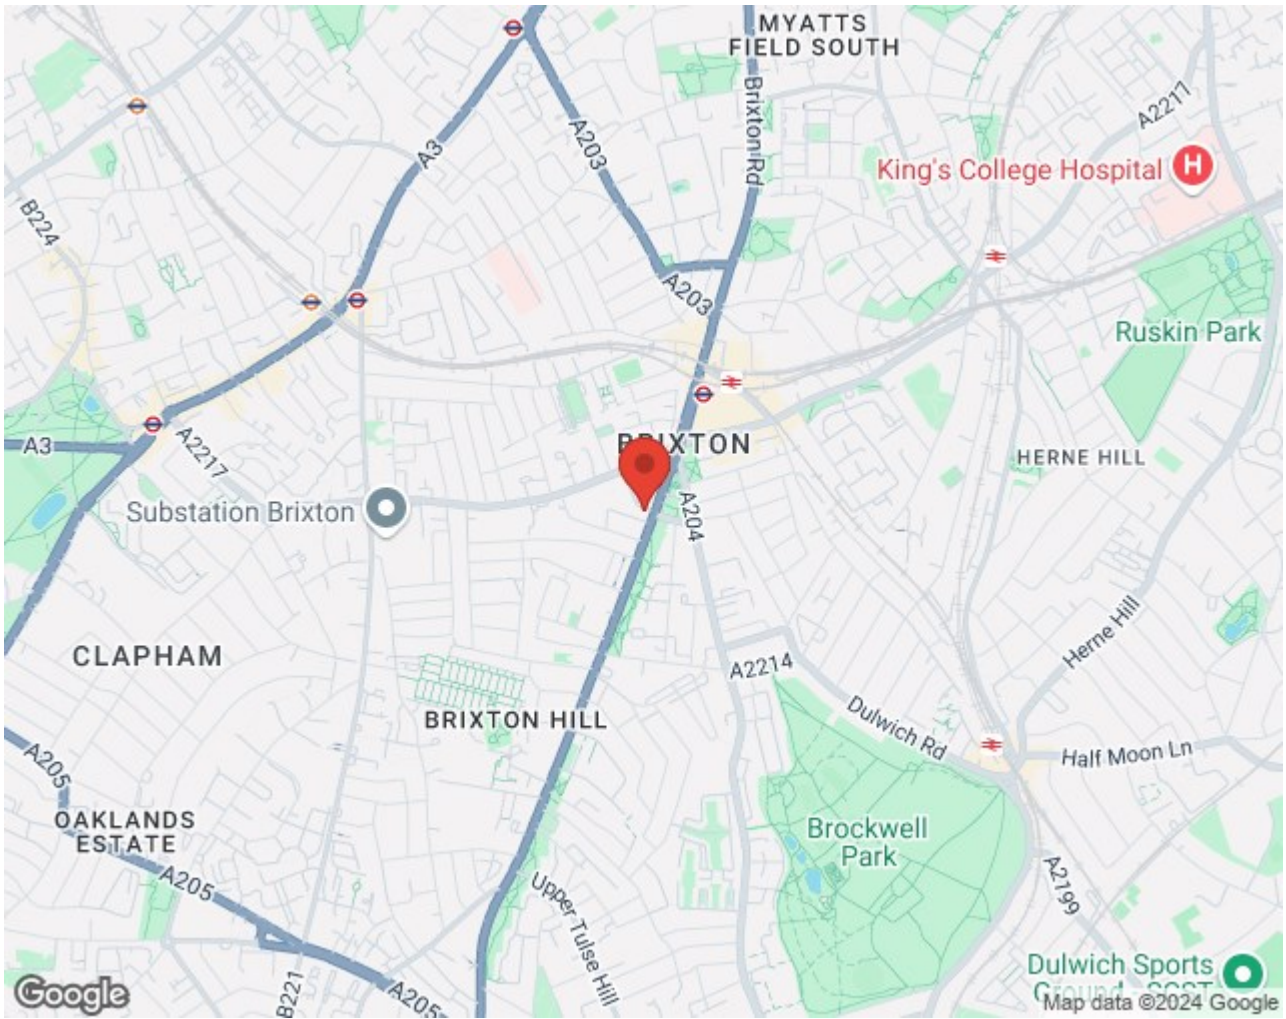 MYATTS
FIELD SOUTH
A2217
A203
A3
Brixton Rd
King's College Hospital
H
B224
A203
Ruskin Park
BRIXTON
A3
A2217
HERNE HILL
Substation Brixton
A204
Herne Hill
CLAPHAM
A2214
BRIXTON HILL
Dulwich Rd
Half Moon Ln
A205
OAKLANDS
ESTATE
Brockwell
Park
A205
Upper Tulse Hill
A2199
Dulwich Sports
Ground - SCST
B221
A205
Google
Map data ©2024 Google